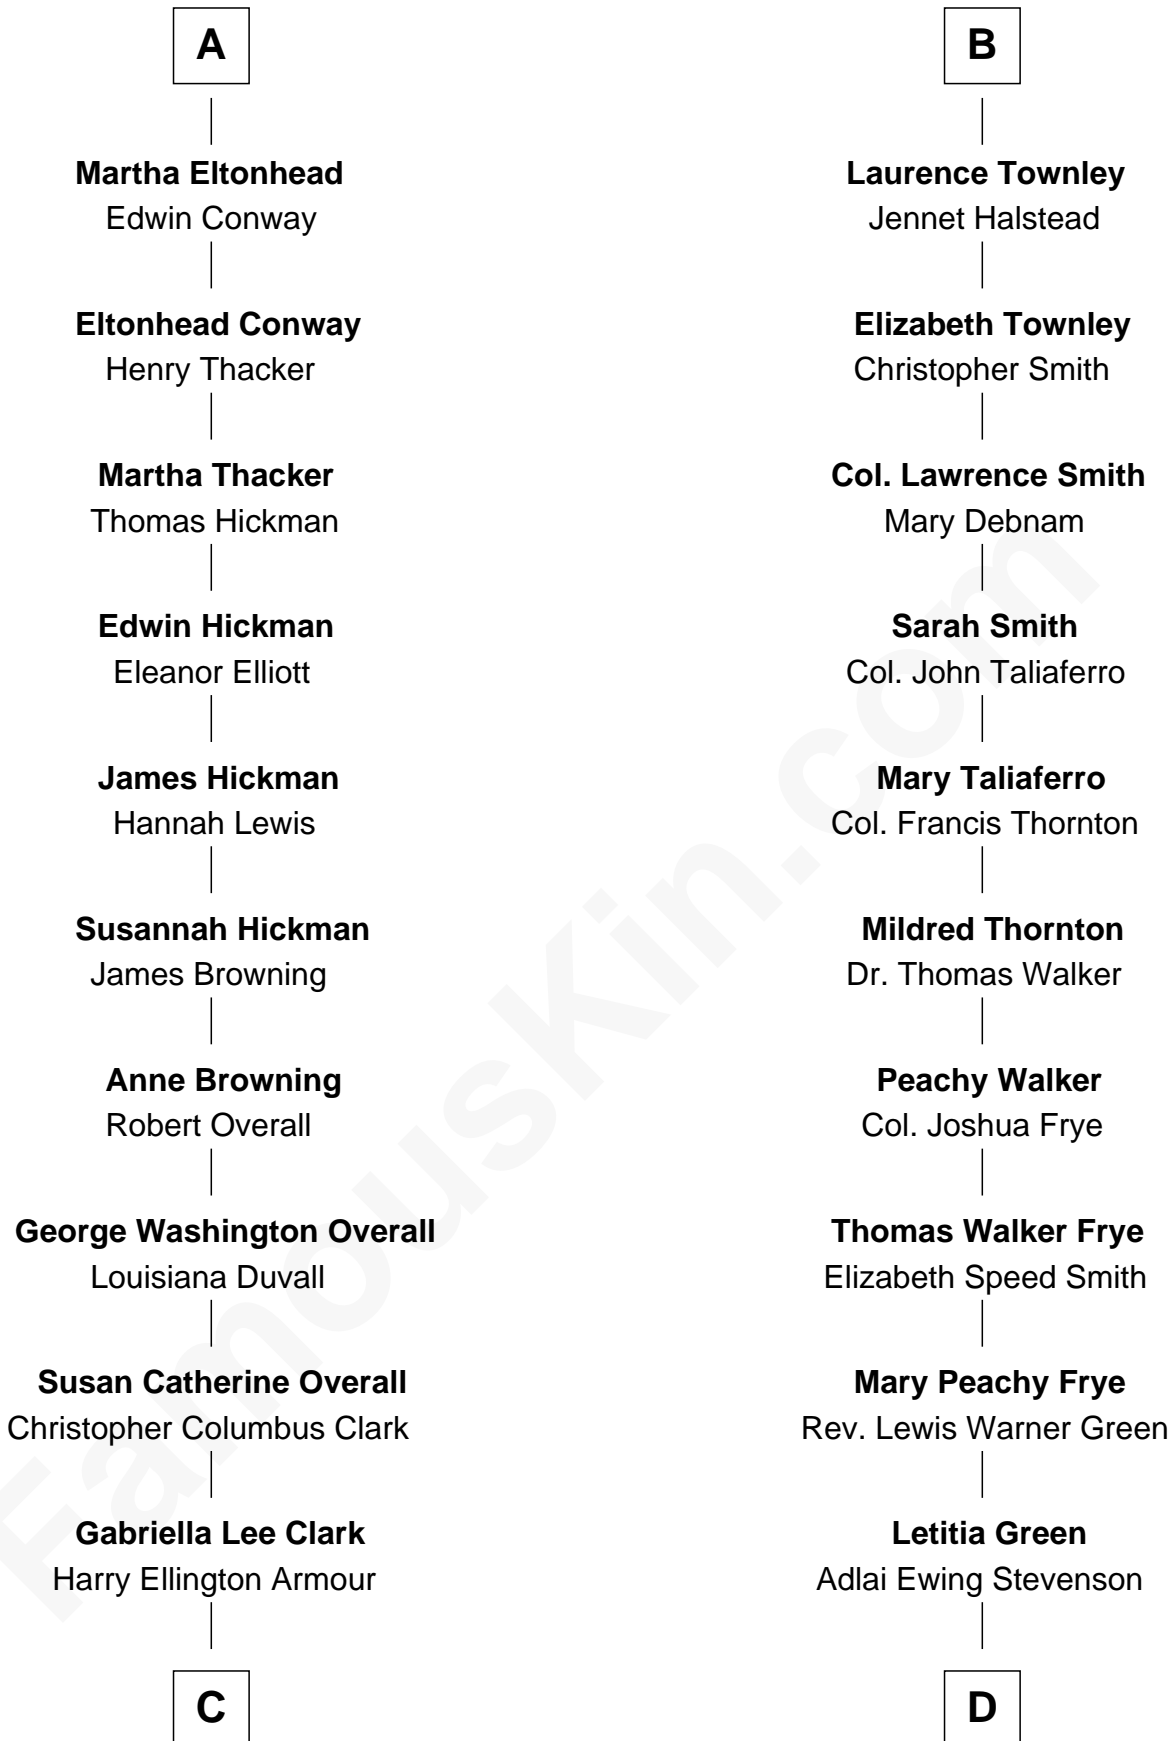 A
Martha Eltonhead
Edwin Conway
Eltonhead Conway
Henry Thacker
Martha Thacker
Thomas Hickman
Edwin Hickman
Eleanor Elliott
James Hickman
Hannah Lewis
Susannah Hickman
James Browning
Anne Browning
Robert Overall
George Washington Overall
Louisiana Duvall
Susan Catherine Overall
Christopher Columbus Clark
Gabriella Lee Clark
Harry Ellington Armour
C
B
Laurence Townley
Jennet Halstead
Elizabeth Townley
Christopher Smith
Col. Lawrence Smith
Mary Debnam
Sarah Smith
Col. John Taliaferro
Mary Taliaferro
Col. Francis Thornton
Mildred Thornton
Dr. Thomas Walker
Peachy Walker
Col. Joshua Frye
Thomas Walker Frye
Elizabeth Speed Smith
Mary Peachy Frye
Rev. Lewis Warner Green
Letitia Green
Adlai Ewing Stevenson
D
FamousKin.com